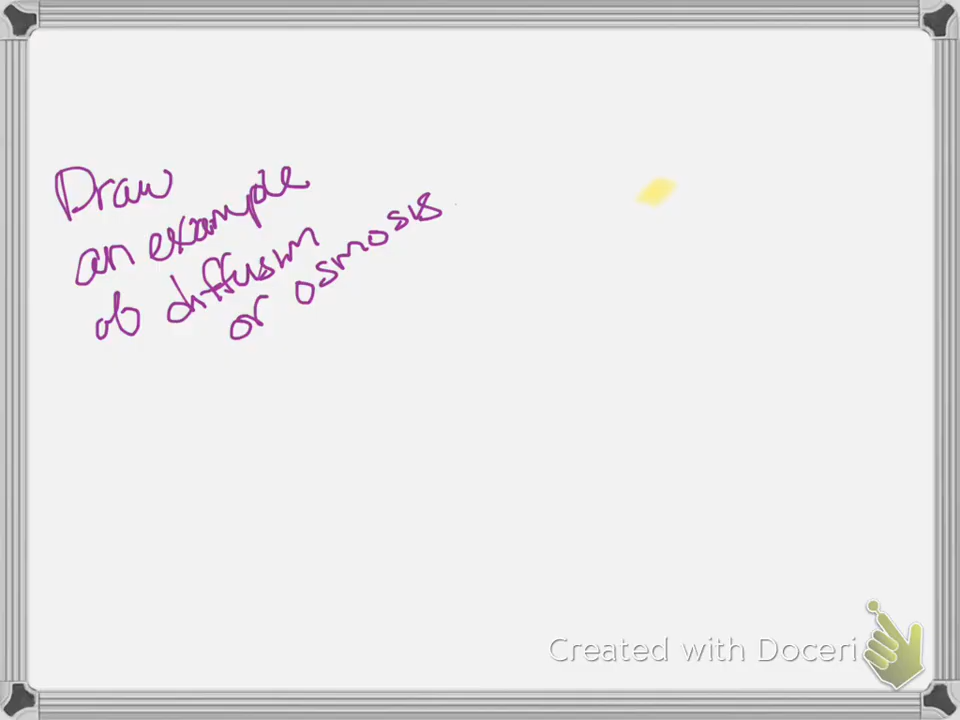 Draw
an example
of diffusion
or osmosis
Created with Doceri